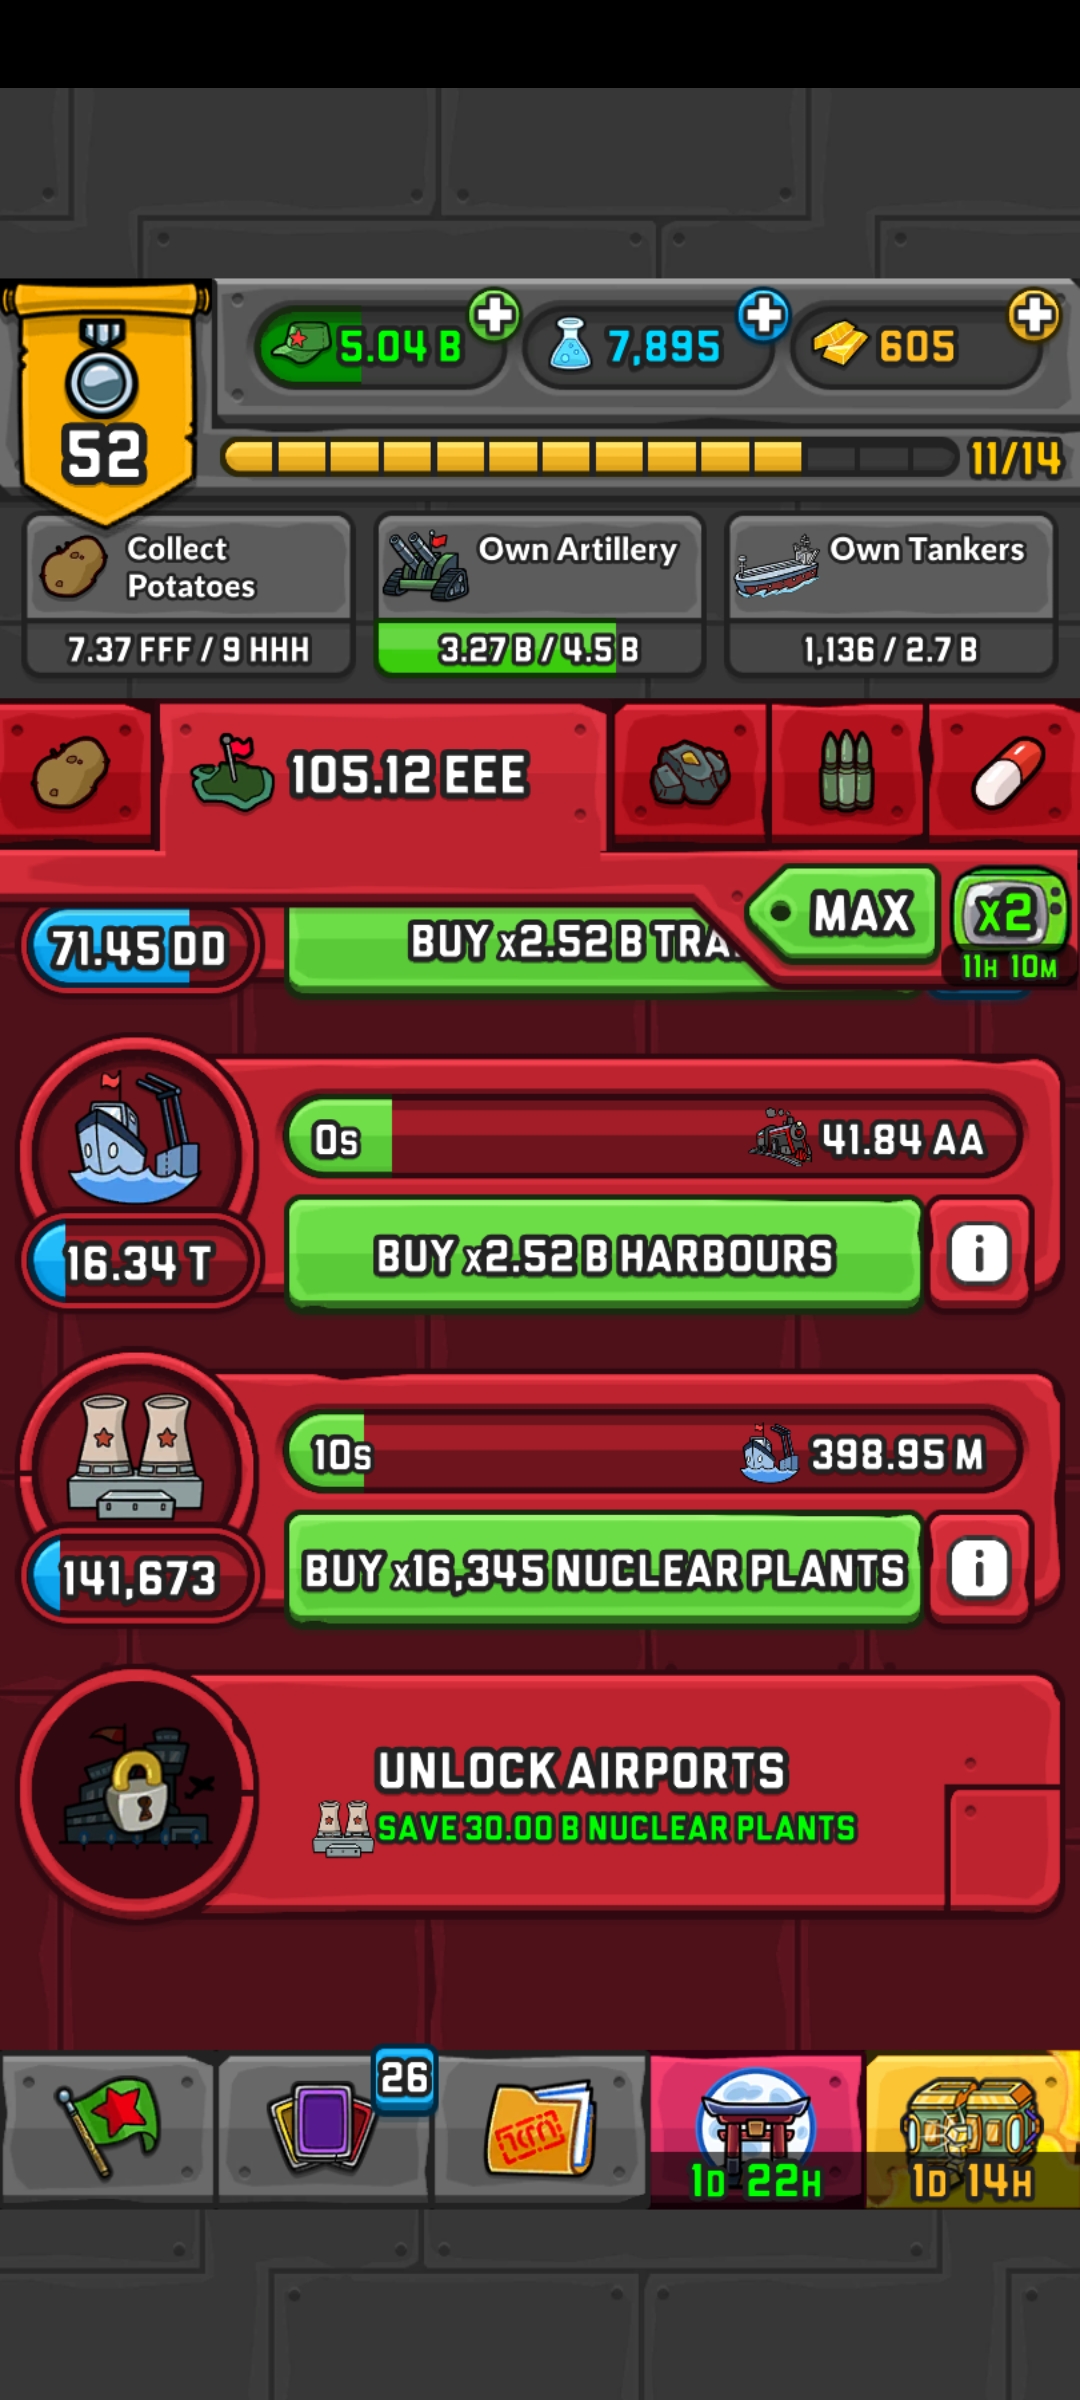 5.04 B
7,895
605
52
11/14
Collect
Potatoes
Own Artillery
Own Tankers
7.37 FFF / 9 HHH
3.27 B / 4.5 B
1,136 / 2.7 B
105.12 EEE
MAX
x2
11H 10M
71.45 DD
BUY x2.52 B TRA
0s
41.84 AA
16.34 T
BUY x2.52 B HARBOURS
i
10s
398.95 M
141,673
BUY x16,345 NUCLEAR PLANTS
i
UNLOCK AIRPORTS
SAVE 30.00 B NUCLEAR PLANTS
26
1D 22H
1D 14H